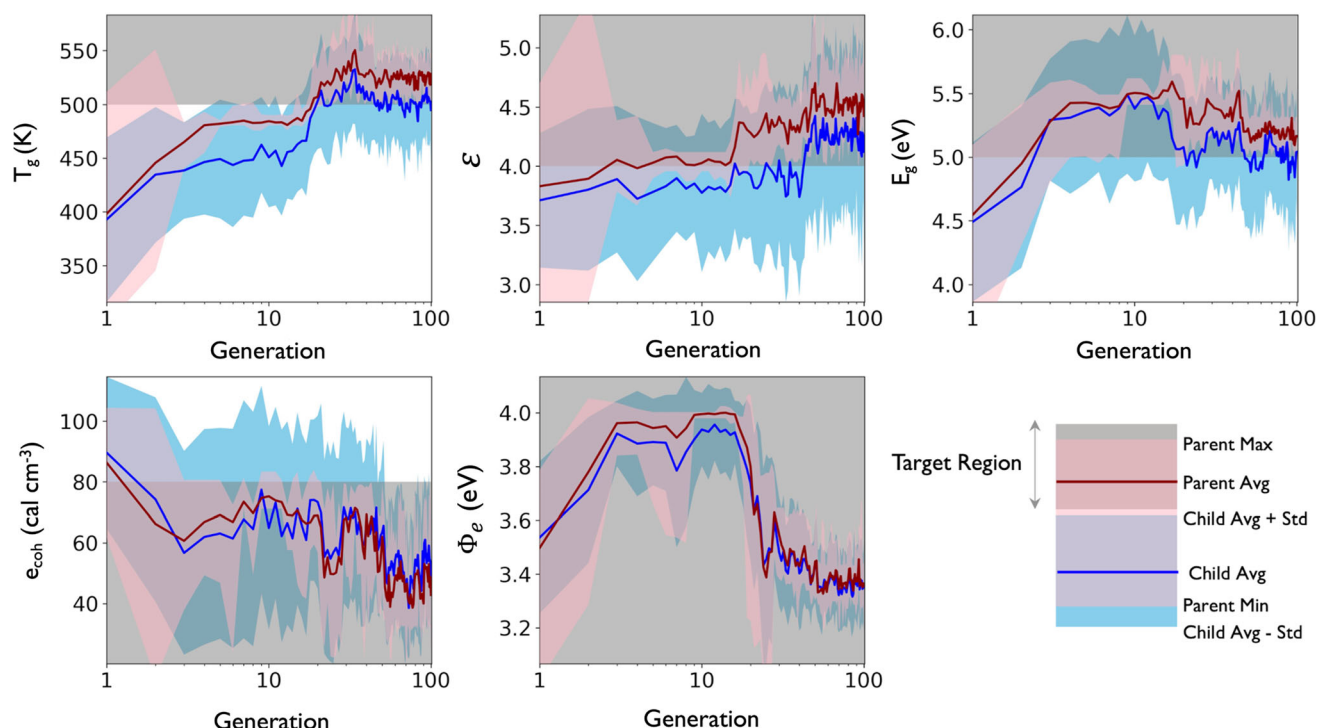 550
500
450
400
350
T_g (K)
1
10
100
Generation
5.0
4.5
4.0
3.5
3.0
ε
1
10
100
Generation
6.0
5.5
5.0
4.5
4.0
E_g (eV)
1
10
100
Generation
100
80
60
40
e_coh (cal cm⁻³)
1
10
100
Generation
4.0
3.8
3.6
3.4
3.2
Φ_e (eV)
1
10
100
Generation
Target Region
Parent Max
Parent Avg
Child Avg + Std
Child Avg
Parent Min
Child Avg - Std